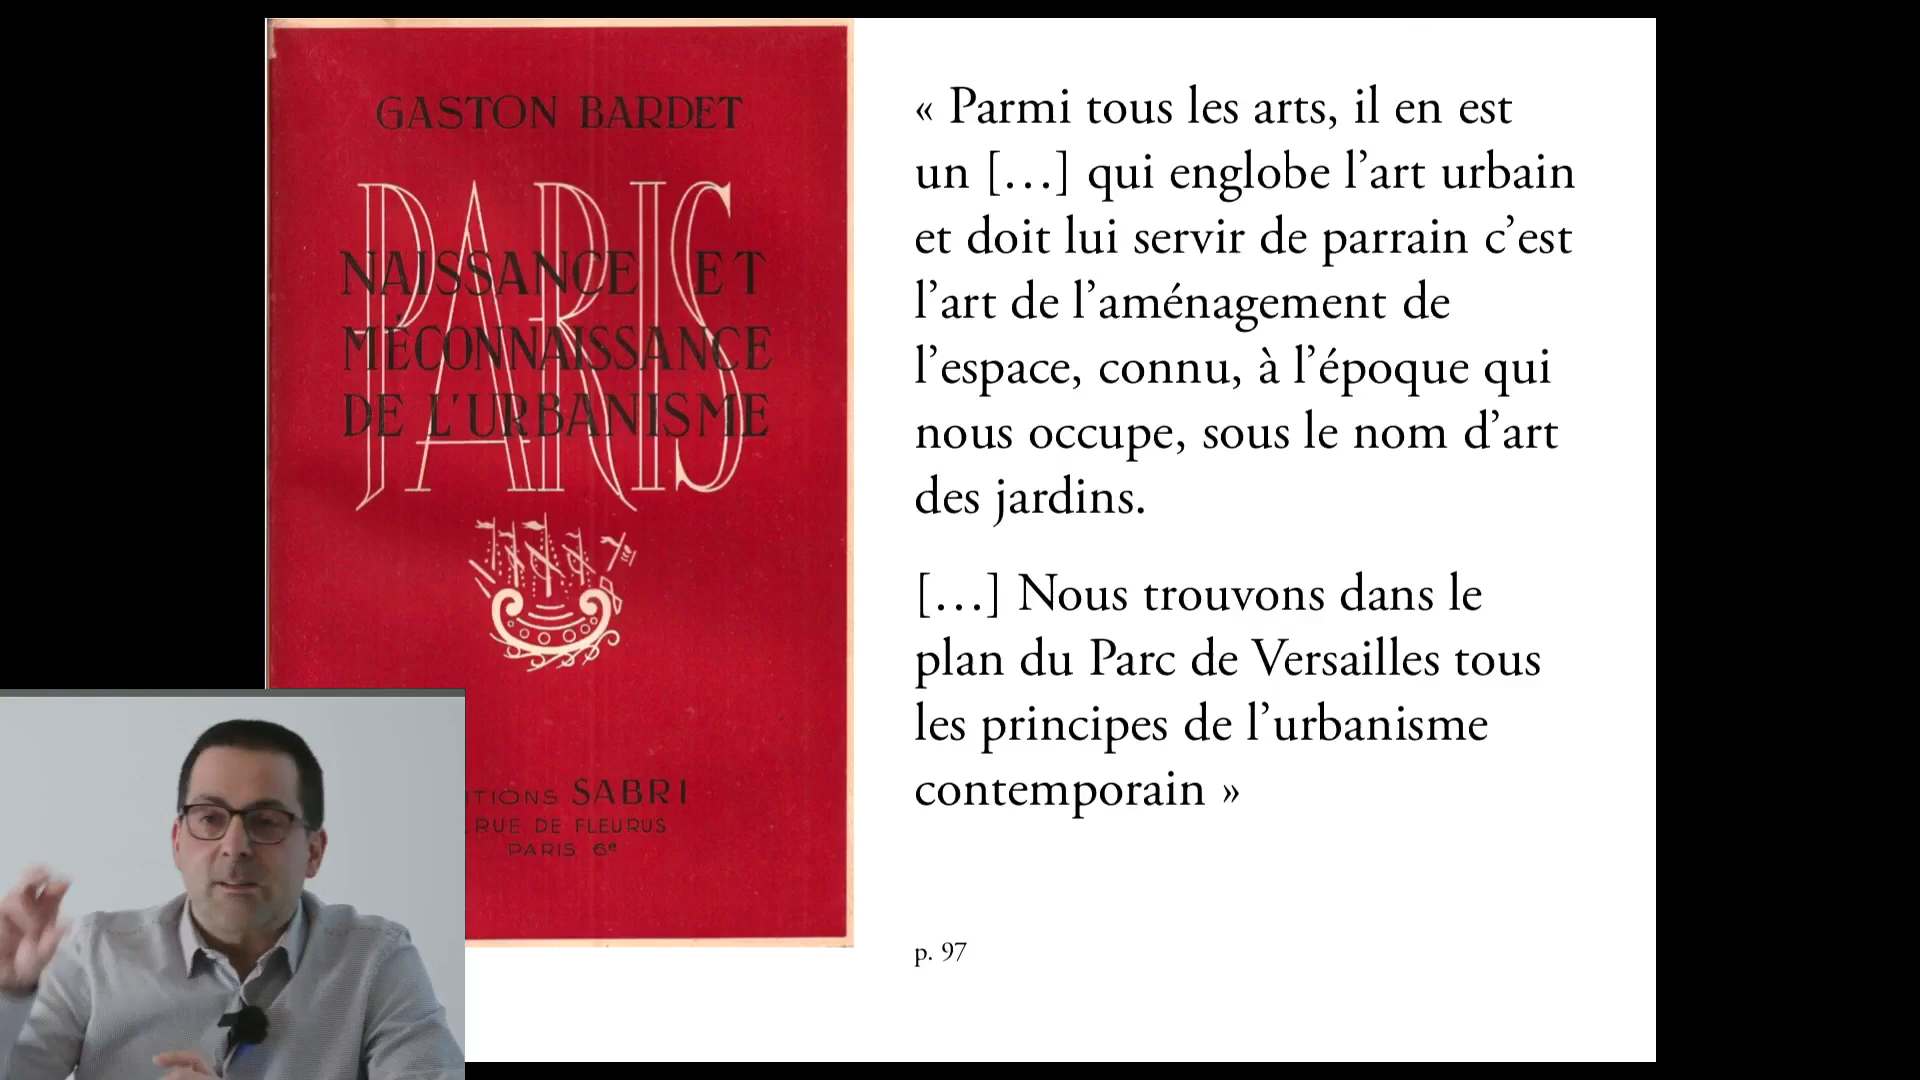 GASTON BARDET
PARIS
NAISSANCE ET
MÉCONNAISSANCE
DE L'URBANISME
SABRI
RUE DE FLEURUS
PARIS 6e
« Parmi tous les arts, il en est
un […] qui englobe l’art urbain
et doit lui servir de parrain c’est
l’art de l’aménagement de
l’espace, connu, à l’époque qui
nous occupe, sous le nom d’art
des jardins.
[…] Nous trouvons dans le
plan du Parc de Versailles tous
les principes de l’urbanisme
contemporain »
p. 97